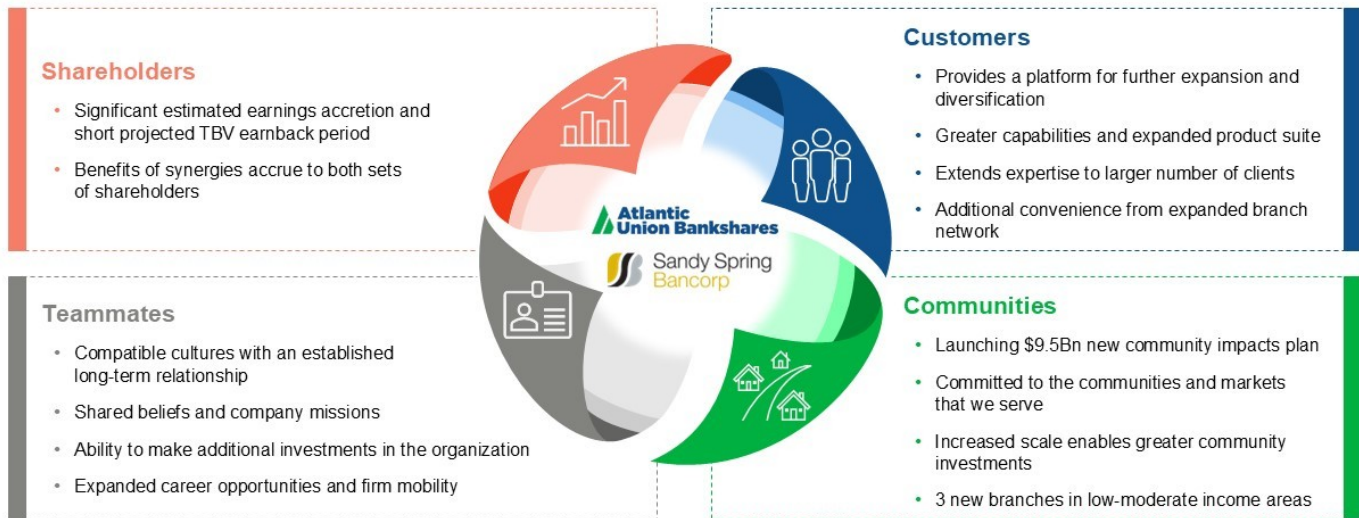 Shareholders
• Significant estimated earnings accretion and
short projected TBV earnback period
• Benefits of synergies accrue to both sets
of shareholders
Customers
• Provides a platform for further expansion and
diversification
• Greater capabilities and expanded product suite
• Extends expertise to larger number of clients
• Additional convenience from expanded branch
network
Atlantic
Union Bankshares
Sandy Spring
Bancorp
Teammates
• Compatible cultures with an established
long-term relationship
• Shared beliefs and company missions
• Ability to make additional investments in the organization
• Expanded career opportunities and firm mobility
Communities
• Launching $9.5Bn new community impacts plan
• Committed to the communities and markets
that we serve
• Increased scale enables greater community
investments
• 3 new branches in low-moderate income areas